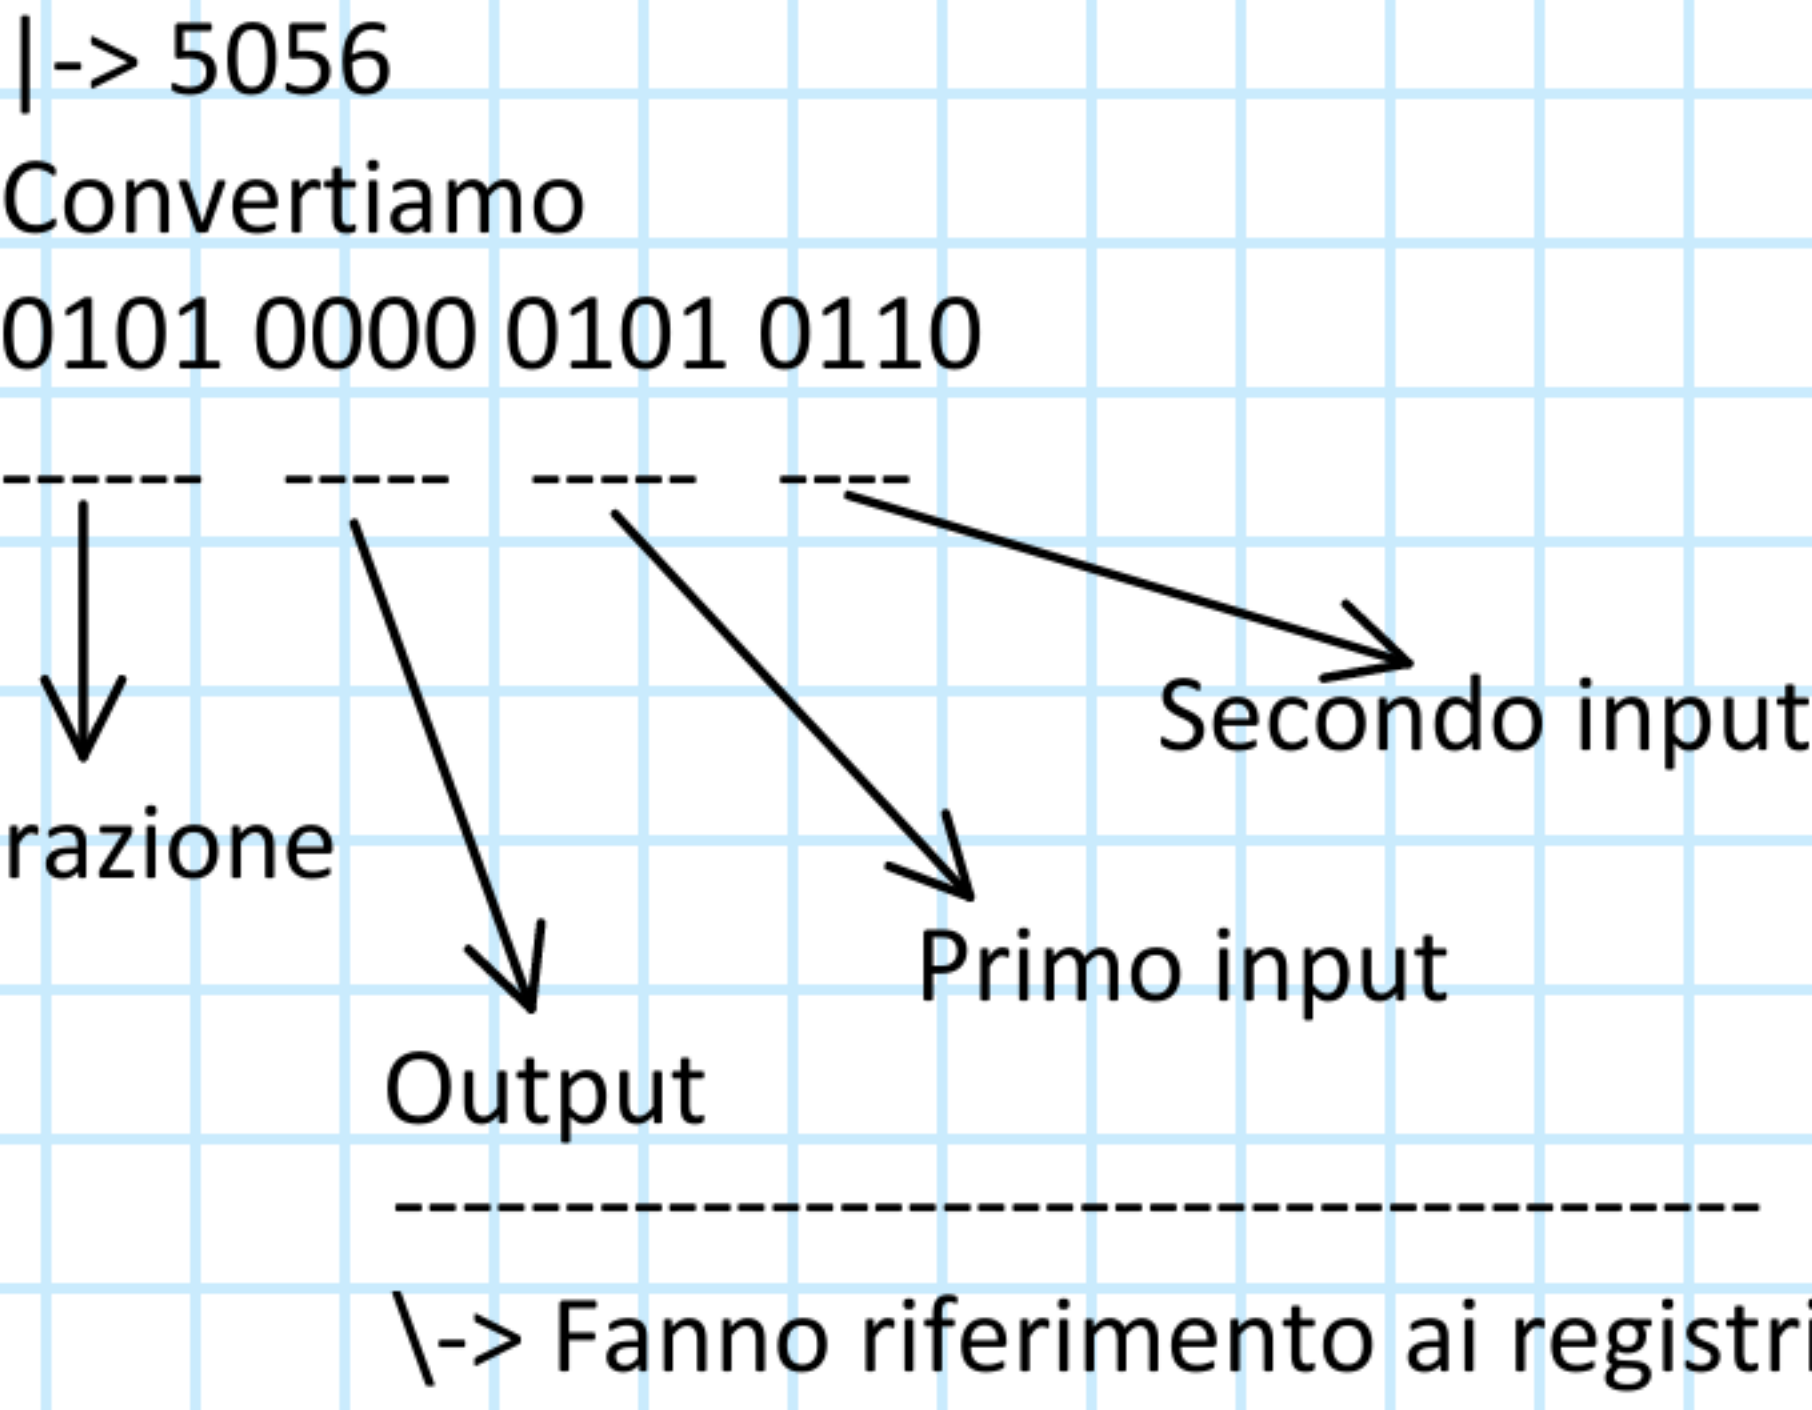 |-> 5056
Convertiamo
0101 0000 0101 0110
------ ----- ----- ----
Secondo input
razione
Primo input
Output
----------------------------------------
\-> Fanno riferimento ai registri